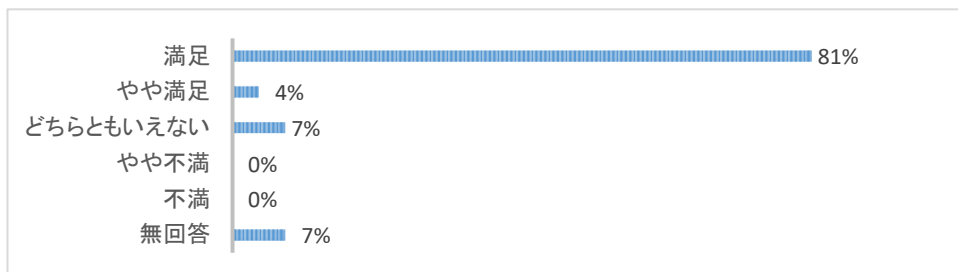 満足 81%
やや満足 4%
どちらともいえない 7%
やや不満 0%
不満 0%
無回答 7%